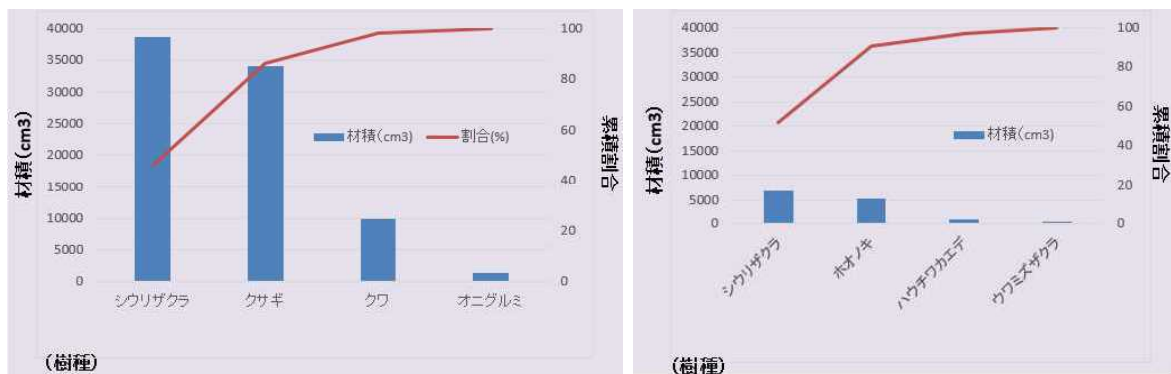 40000
35000
30000
25000
20000
15000
10000
5000
0
100
80
60
40
20
0
材積(cm3)
累積割合
材積(cm3)
割合(%)
シウリザクラ
クサギ
クワ
オニグルミ
(樹種)
40000
35000
30000
25000
20000
15000
10000
5000
0
100
80
60
40
20
0
材積(cm3)
累積割合
材積(cm3)
シウリザクラ
ホオノキ
ハウチワカエデ
ウワミズザクラ
(樹種)